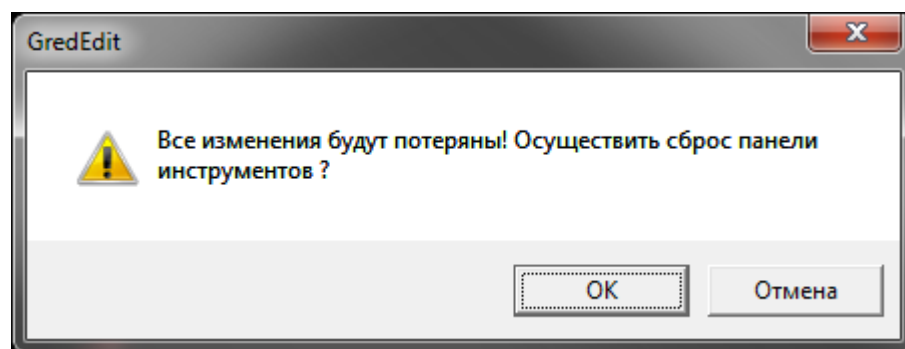 GredEdit
Все изменения будут потеряны! Осуществить сброс панели
инструментов ?
OK
Отмена